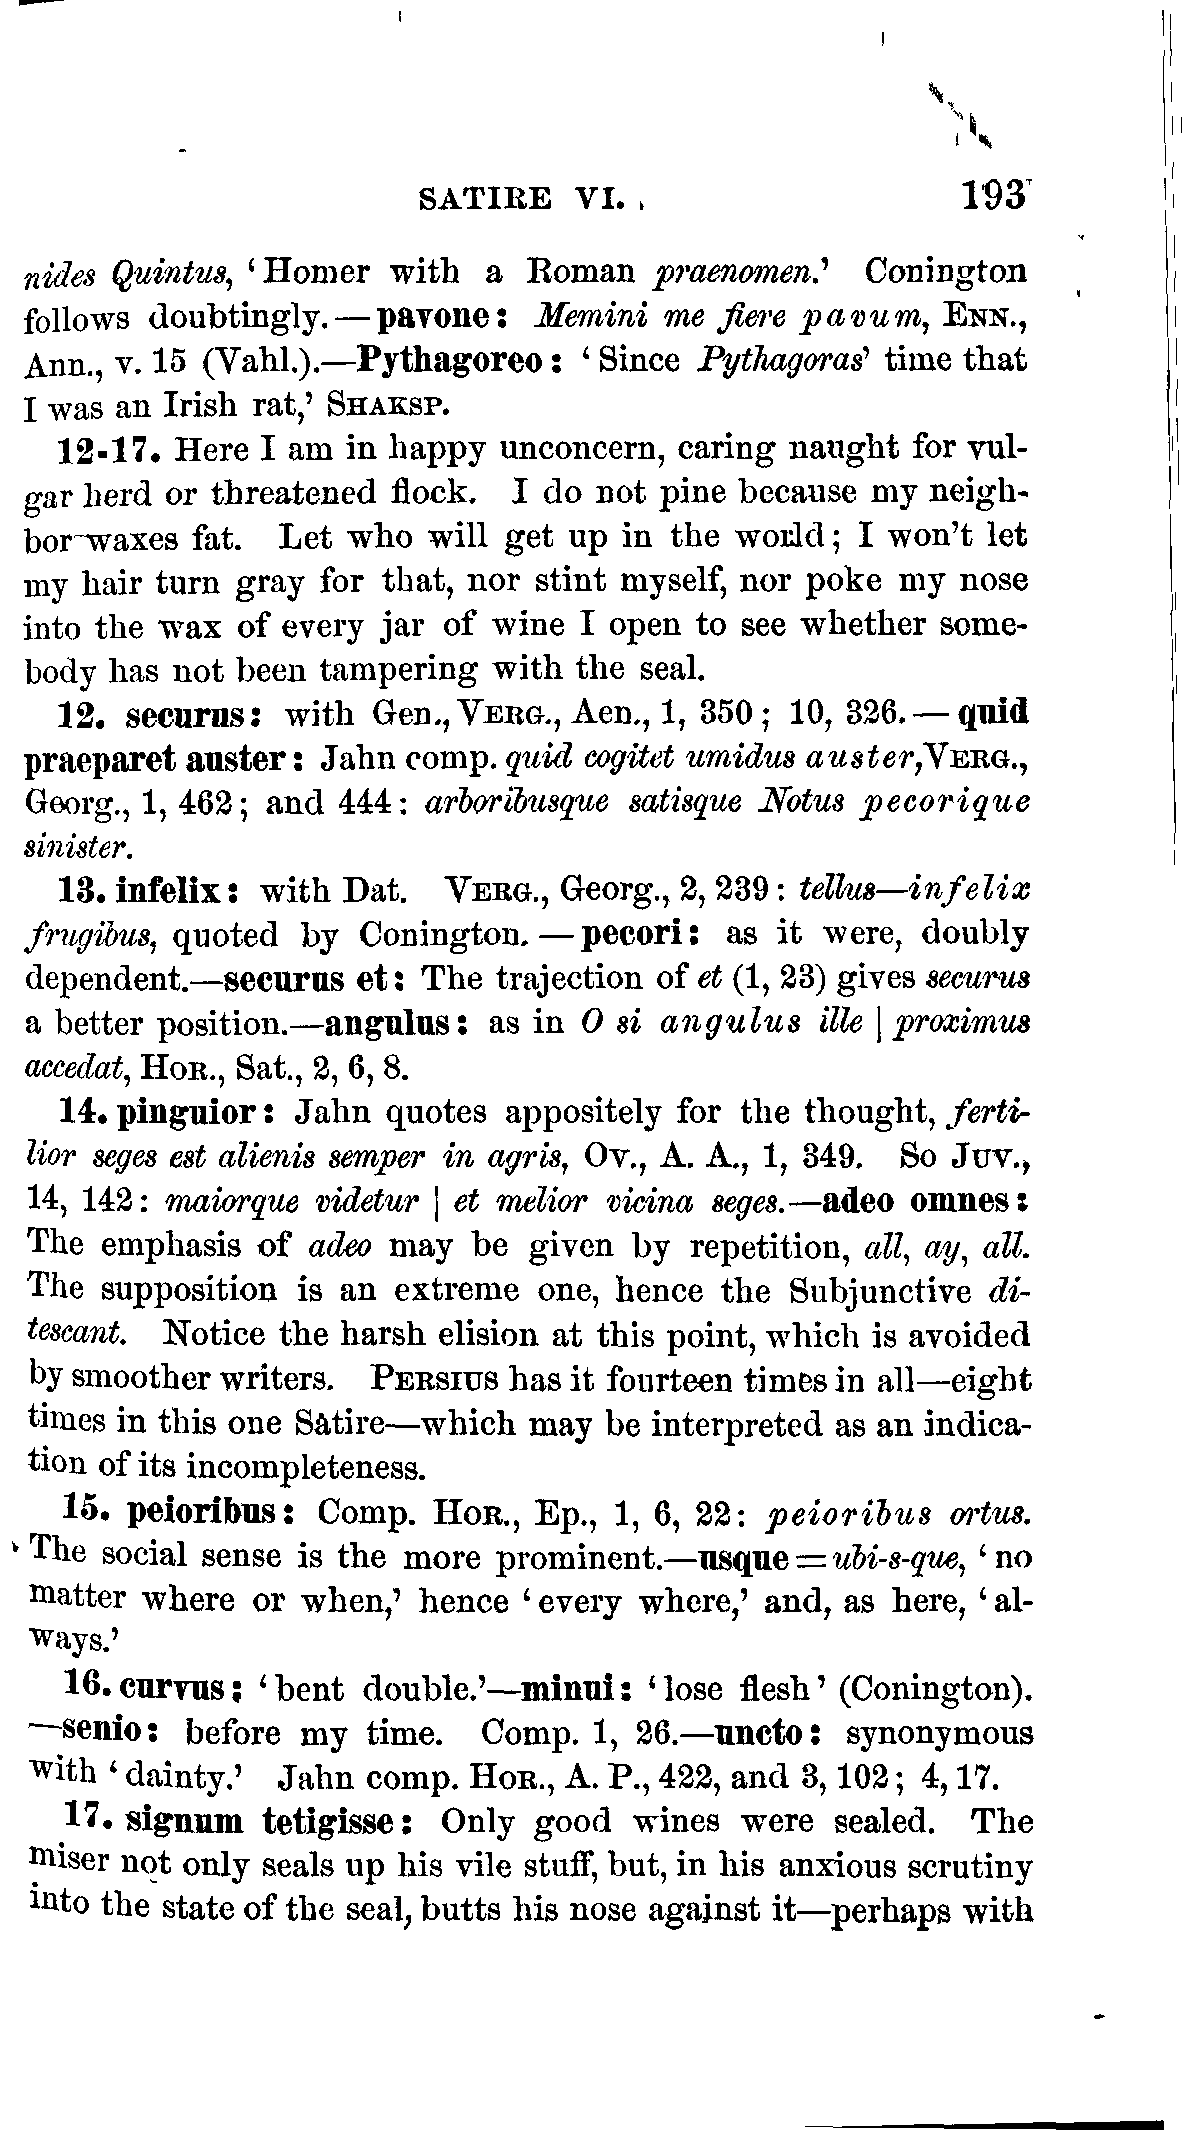 SATIRE VI.
193
nides Quintus, ‘Homer with a Roman praenomen.’ Conington
follows doubtingly.—pavone: Memini me fiere pavum, ENN.,
Ann., v. 15 (Vahl.).—Pythagoreo: ‘Since Pythagoras’ time that
I was an Irish rat,’ SHAKSP.
12-17. Here I am in happy unconcern, caring naught for vul-
gar herd or threatened flock. I do not pine because my neigh-
bor waxes fat. Let who will get up in the world; I won’t let
my hair turn gray for that, nor stint myself, nor poke my nose
into the wax of every jar of wine I open to see whether some-
body has not been tampering with the seal.
12. securus: with Gen., VERG., Aen., 1, 350; 10, 326.—quid
praeparet auster: Jahn comp. quid cogitet umidus auster, VERG.,
Georg., 1, 462; and 444: arboribusque satisque Notus pecorique
sinister.
13. infelix: with Dat. VERG., Georg., 2, 239: tellus—infelix
frugibus, quoted by Conington.—pecori: as it were, doubly
dependent.—securus et: The trajection of et (1, 23) gives securus
a better position.—angulus: as in O si angulus ille | proximus
accedat, HOR., Sat., 2, 6, 8.
14. pinguior: Jahn quotes appositely for the thought, ferti-
lior seges est alienis semper in agris, OV., A. A., 1, 349. So JUV.,
14, 142: maiorque videtur | et melior vicina seges.—adeo omnes:
The emphasis of adeo may be given by repetition, all, ay, all.
The supposition is an extreme one, hence the Subjunctive di-
tescant. Notice the harsh elision at this point, which is avoided
by smoother writers. PERSIUS has it fourteen times in all—eight
times in this one Satire—which may be interpreted as an indica-
tion of its incompleteness.
15. peioribus: Comp. HOR., Ep., 1, 6, 22: peioribus ortus.
The social sense is the more prominent.—usque=ubi-s-que, ‘no
matter where or when,’ hence ‘every where,’ and, as here, ‘al-
ways.’
16. curvus; ‘bent double.’—minui: ‘lose flesh’ (Conington).
—senio: before my time. Comp. 1, 26.—uncto: synonymous
with ‘dainty.’ Jahn comp. HOR., A. P., 422, and 3, 102; 4, 17.
17. signum tetigisse: Only good wines were sealed. The
miser not only seals up his vile stuff, but, in his anxious scrutiny
into the state of the seal, butts his nose against it—perhaps with